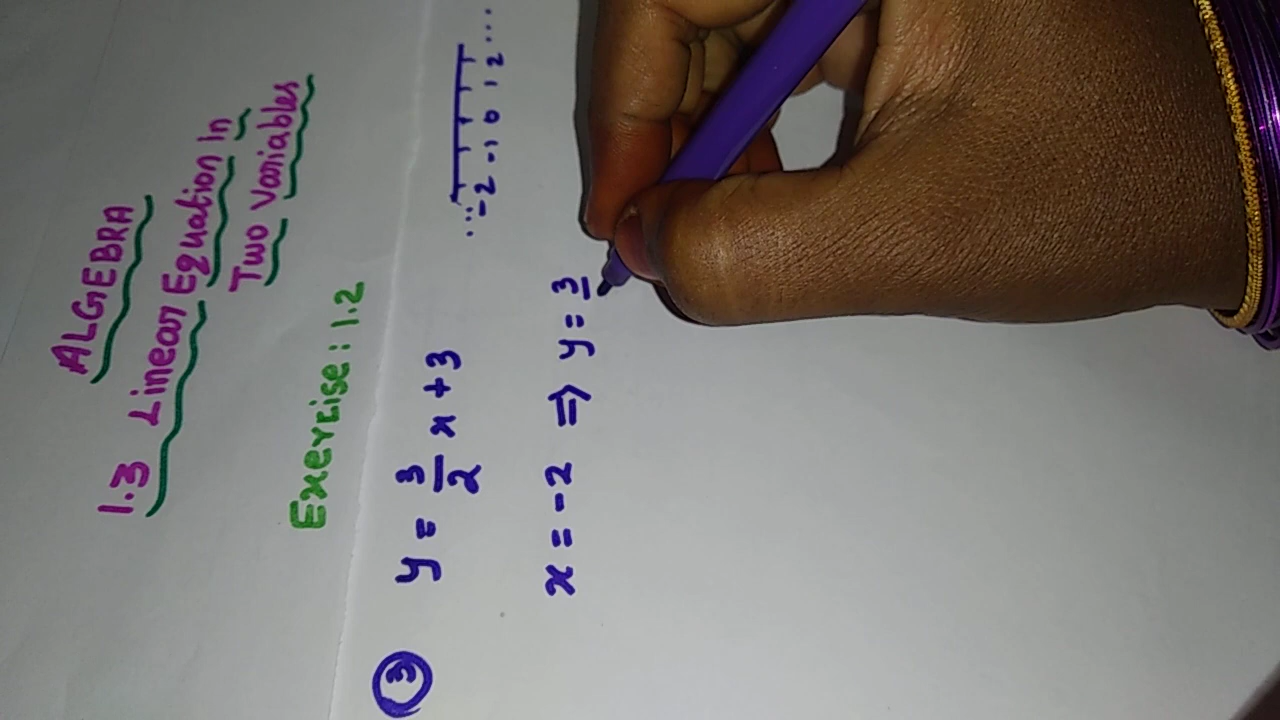 ALGEBRA
1.3 Linear Equation In
Two Variables
Exercise: 1.2
③ y = 3/2 x + 3
... -2 -1 0 1 2 ...
x = -2 ⇒ y = 3